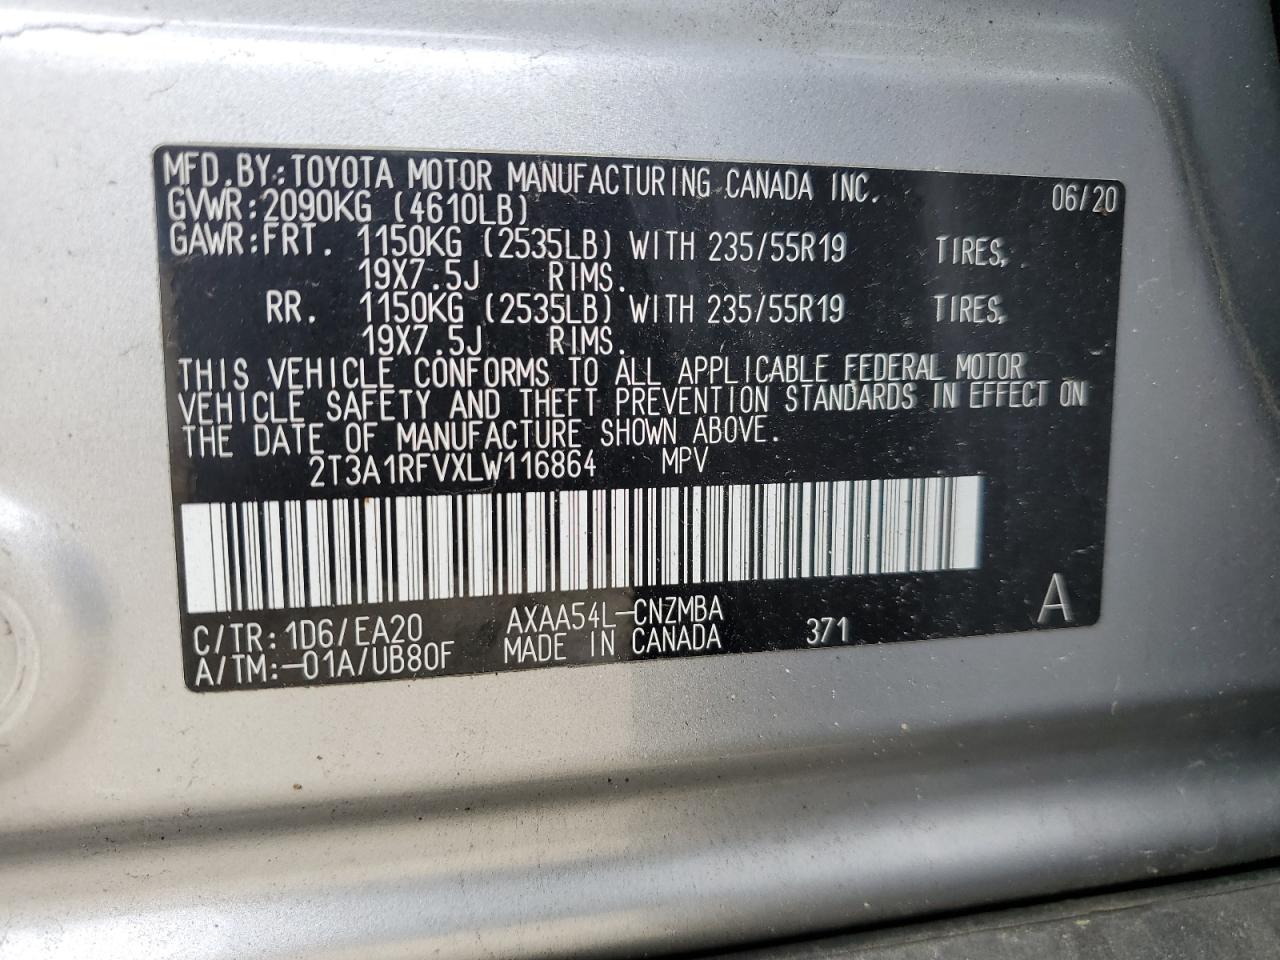 MFD.BY: TOYOTA MOTOR MANUFACTURING CANADA INC. 06/20
GVWR:2090KG (4610LB)
GAWR:FRT. 1150KG (2535LB) WITH 235/55R19 TIRES,
19X7.5J RIMS.
RR. 1150KG (2535LB) WITH 235/55R19 TIRES,
19X7.5J RIMS.
THIS VEHICLE CONFORMS TO ALL APPLICABLE FEDERAL MOTOR
VEHICLE SAFETY AND THEFT PREVENTION STANDARDS IN EFFECT ON
THE DATE OF MANUFACTURE SHOWN ABOVE.
2T3A1RFVXLW116864 MPV
C/TR:1D6/EA20 AXAA54L-CNZMBA
A/TM:-01A/UB80F MADE IN CANADA 371 A